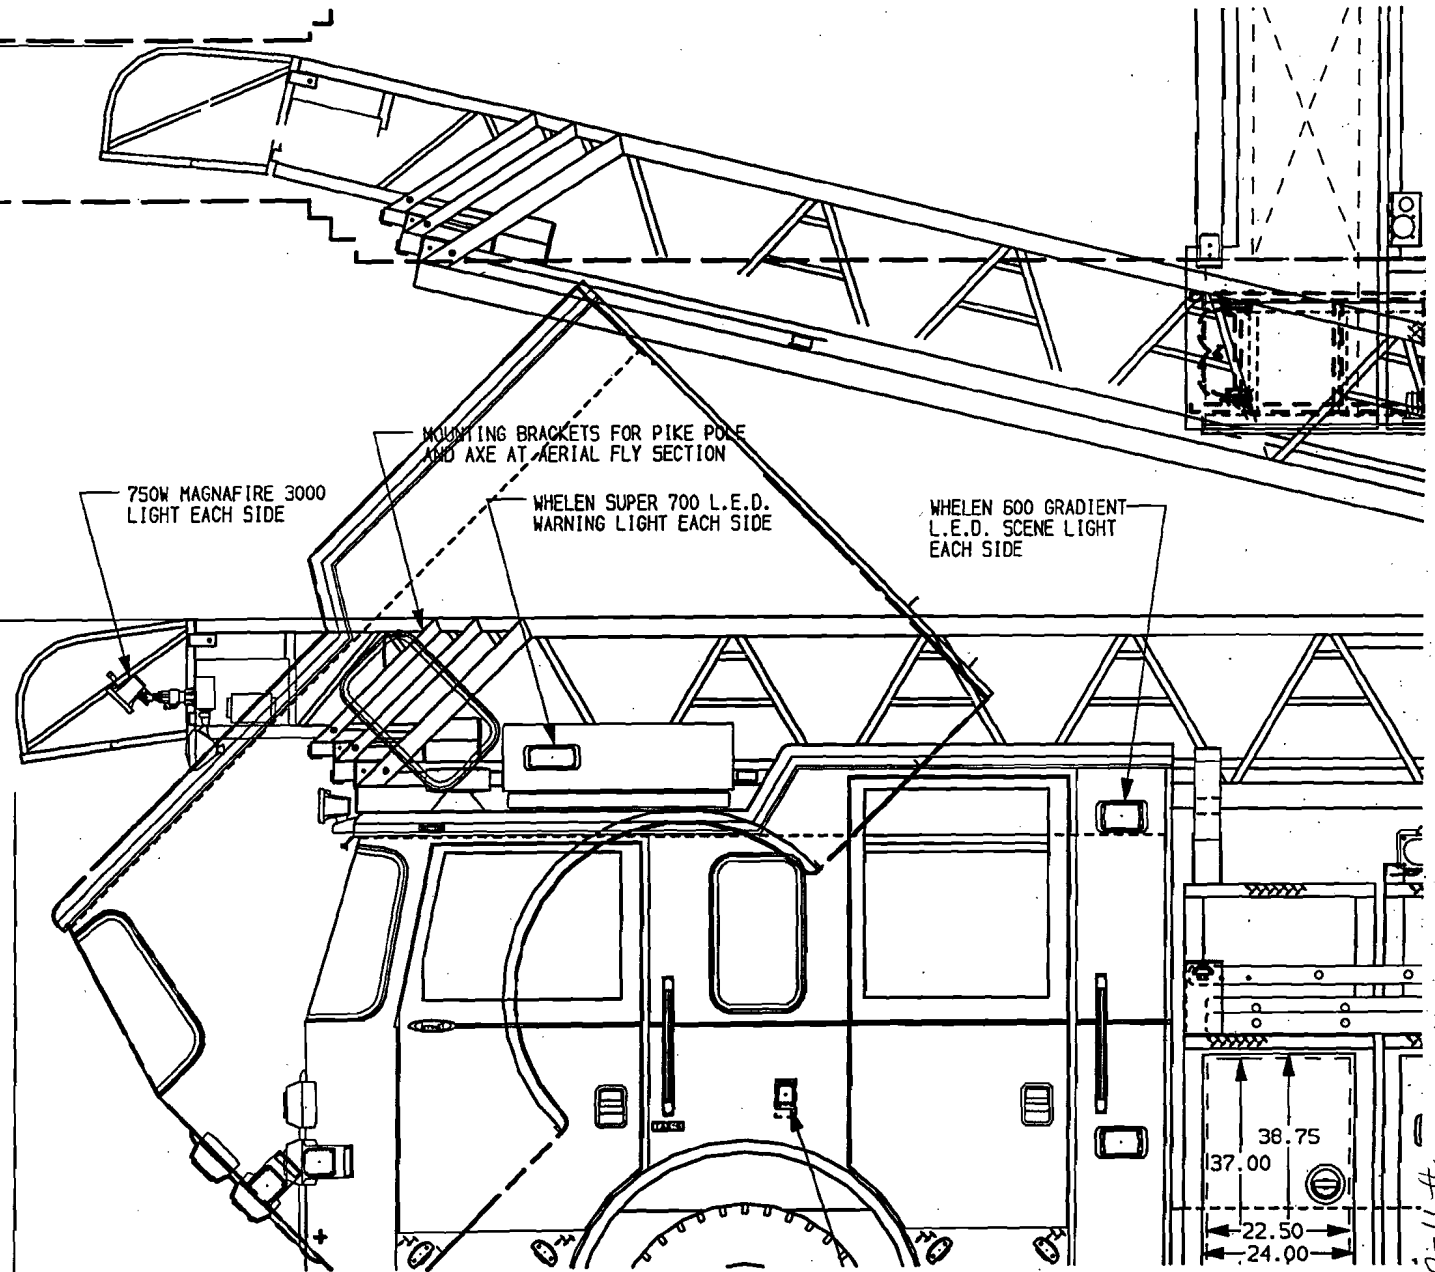 MOUNTING BRACKETS FOR PIKE POLE
AND AXE AT AERIAL FLY SECTION
750W MAGNAFIRE 3000
LIGHT EACH SIDE
WHELEN SUPER 700 L.E.D.
WARNING LIGHT EACH SIDE
WHELEN 600 GRADIENT
L.E.D. SCENE LIGHT
EACH SIDE
38.75
37.00
22.50
24.00